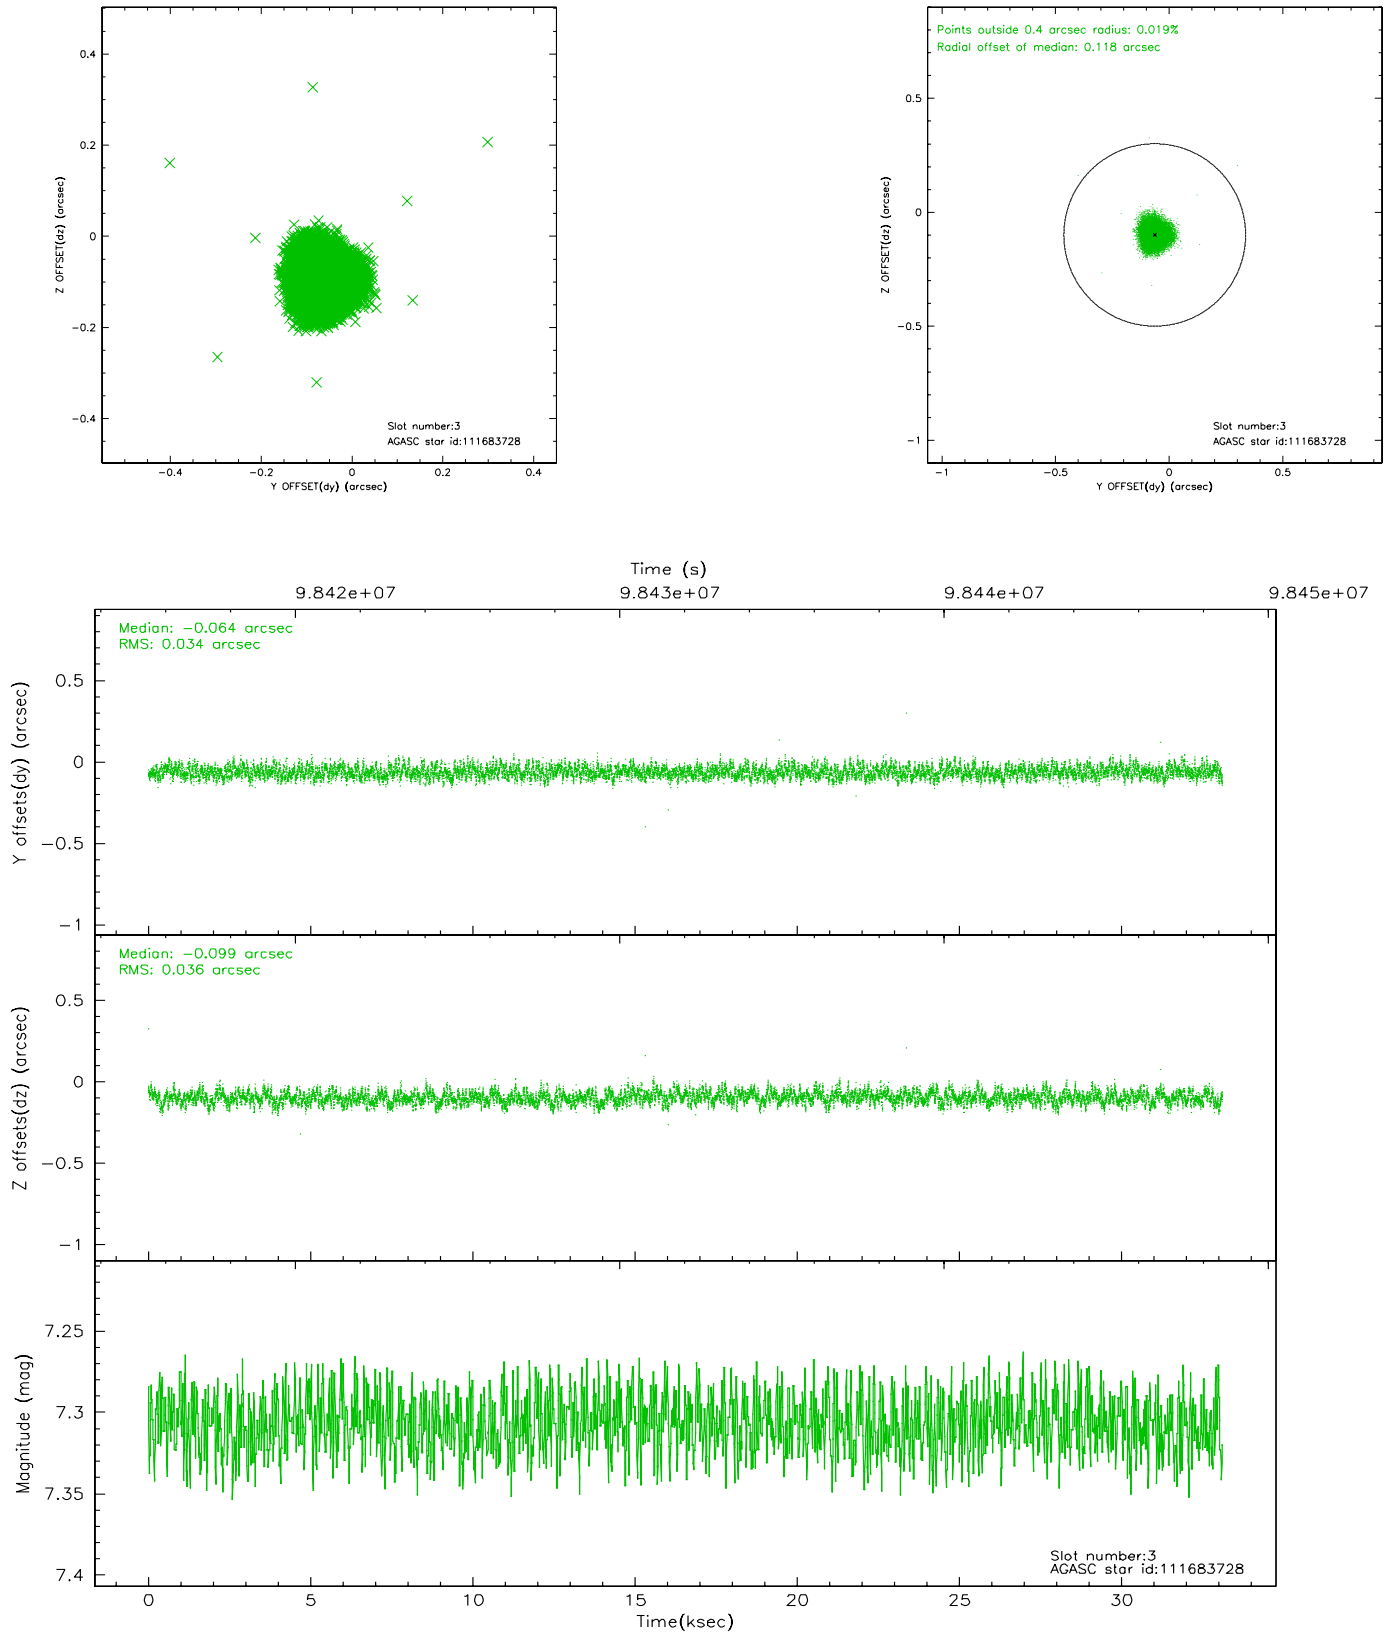 0.4
0.2
0
−0.2
−0.4
Z OFFSET(dz) (arcsec)
Slot number:3
AGASC star id:111683728
−0.4 −0.2 0 0.2 0.4
Y OFFSET(dy) (arcsec)
Points outside 0.4 arcsec radius: 0.019%
Radial offset of median: 0.118 arcsec
0.5
0
−0.5
−1
Z OFFSET(dz) (arcsec)
Slot number:3
AGASC star id:111683728
−1 −0.5 0 0.5
Y OFFSET(dy) (arcsec)
Time (s)
9.842e+07 9.843e+07 9.844e+07 9.845e+07
Median: −0.064 arcsec
RMS: 0.034 arcsec
0.5
0
−0.5
−1
Y offsets(dy) (arcsec)
Median: −0.099 arcsec
RMS: 0.036 arcsec
0.5
0
−0.5
−1
Z offsets(dz) (arcsec)
7.25
7.3
7.35
7.4
Magnitude (mag)
Slot number:3
AGASC star id:111683728
0 5 10 15 20 25 30
Time(ksec)